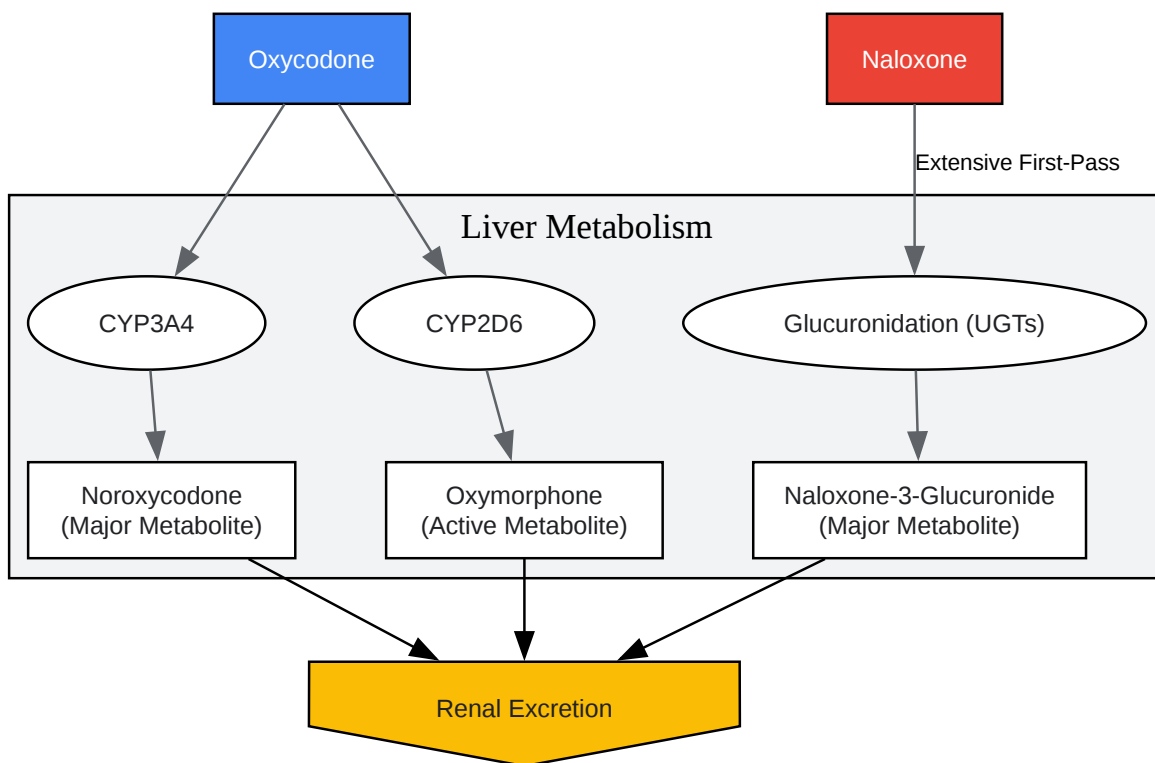 Oxycodone
Naloxone
Extensive First-Pass
Liver Metabolism
CYP3A4
CYP2D6
Glucuronidation (UGTs)
Noroxycodone
(Major Metabolite)
Oxymorphone
(Active Metabolite)
Naloxone-3-Glucuronide
(Major Metabolite)
Renal Excretion